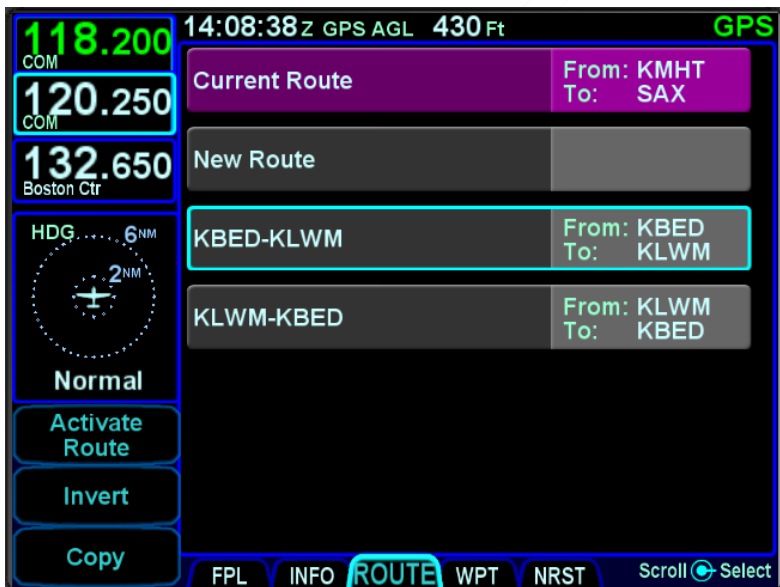 118.200
COM
14:08:38 Z GPS AGL 430 Ft
GPS
120.250
COM
132.650
Boston Ctr
HDG
6NM
2NM
Normal
Activate
Route
Invert
Copy
Current Route
From: KMHT
To: SAX
New Route
KBED-KLWM
From: KBED
To: KLWM
KLWM-KBED
From: KLWM
To: KBED
FPL INFO ROUTE WPT NRST
Scroll Select